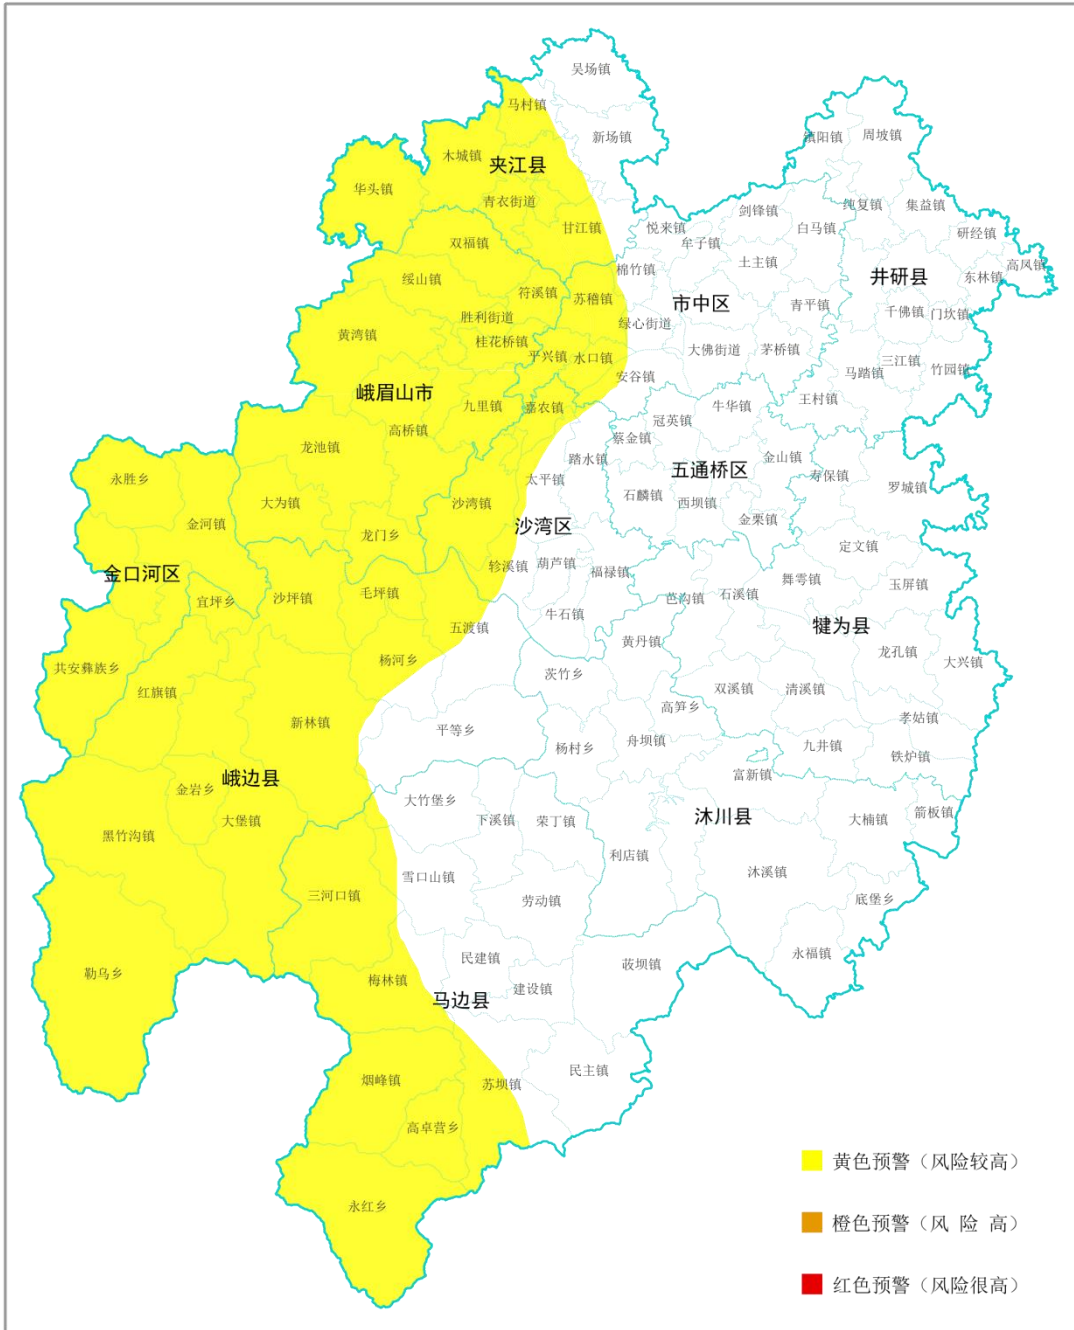 吴场镇
马村镇
新场镇
镇阳镇
周坡镇
木城镇
夹江县
华头镇
青衣街道
纯复镇
集益镇
剑锋镇
甘江镇
悦来镇
白马镇
双福镇
牟子镇
研经镇
棉竹镇
土主镇
高凤镇
绥山镇
井研县
东林镇
符溪镇
苏稽镇
市中区
青平镇
胜利街道
绿心街道
千佛镇
门坎镇
黄湾镇
桂花桥镇
平兴镇
水口镇
大佛街道
茅桥镇
三江镇
马踏镇
竹园镇
安谷镇
峨眉山市
王村镇
九里镇
嘉农镇
牛华镇
冠英镇
高桥镇
蔡金镇
龙池镇
踏水镇
金山镇
五通桥区
永胜乡
太平镇
寿保镇
罗城镇
大为镇
沙湾镇
石麟镇
西坝镇
金河镇
金粟镇
沙湾区
龙门乡
定文镇
轸溪镇
葫芦镇
福禄镇
金口河区
舞雩镇
玉屏镇
宜坪乡
沙坪镇
毛坪镇
芭沟镇
石溪镇
牛石镇
五渡镇
黄丹镇
犍为县
龙孔镇
杨河乡
大兴镇
共安彝族乡
茨竹乡
红旗镇
双溪镇
清溪镇
高笋乡
新林镇
孝姑镇
平等乡
杨村乡
舟坝镇
九井镇
铁炉镇
峨边县
富新镇
金岩乡
大竹堡乡
大堡镇
下溪镇
荣丁镇
沐川县
大楠镇
箭板镇
黑竹沟镇
利店镇
沐溪镇
雪口山镇
三河口镇
劳动镇
底堡乡
永福镇
民建镇
荍坝镇
勒乌乡
梅林镇
建设镇
马边县
烟峰镇
苏坝镇
民主镇
高卓营乡
黄色预警（风险较高）
永红乡
橙色预警（风 险 高）
红色预警（风险很高）